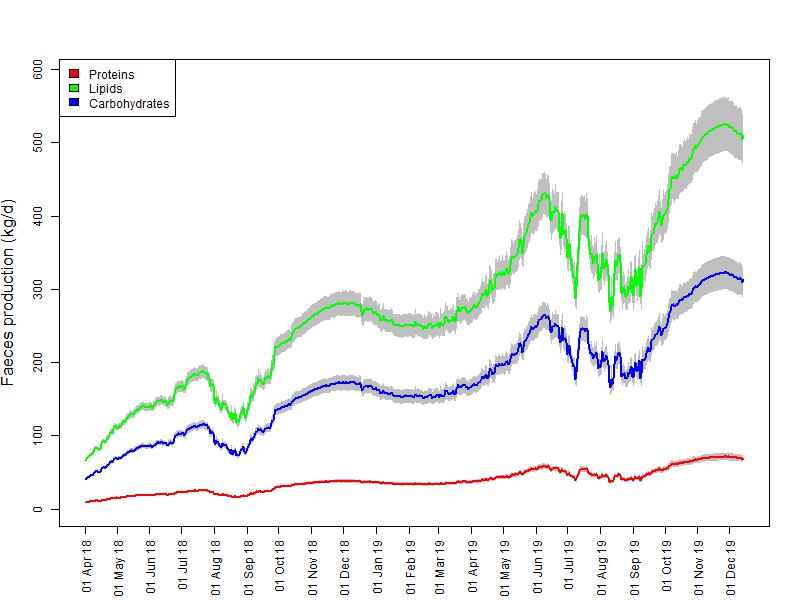 Faeces production (kg/d)
600
500
400
300
200
100
0
Proteins
Lipids
Carbohydrates
01 Apr 18
01 May 18
01 Jun 18
01 Jul 18
01 Aug 18
01 Sep 18
01 Oct 18
01 Nov 18
01 Dec 18
01 Jan 19
01 Feb 19
01 Mar 19
01 Apr 19
01 May 19
01 Jun 19
01 Jul 19
01 Aug 19
01 Sep 19
01 Oct 19
01 Nov 19
01 Dec 19